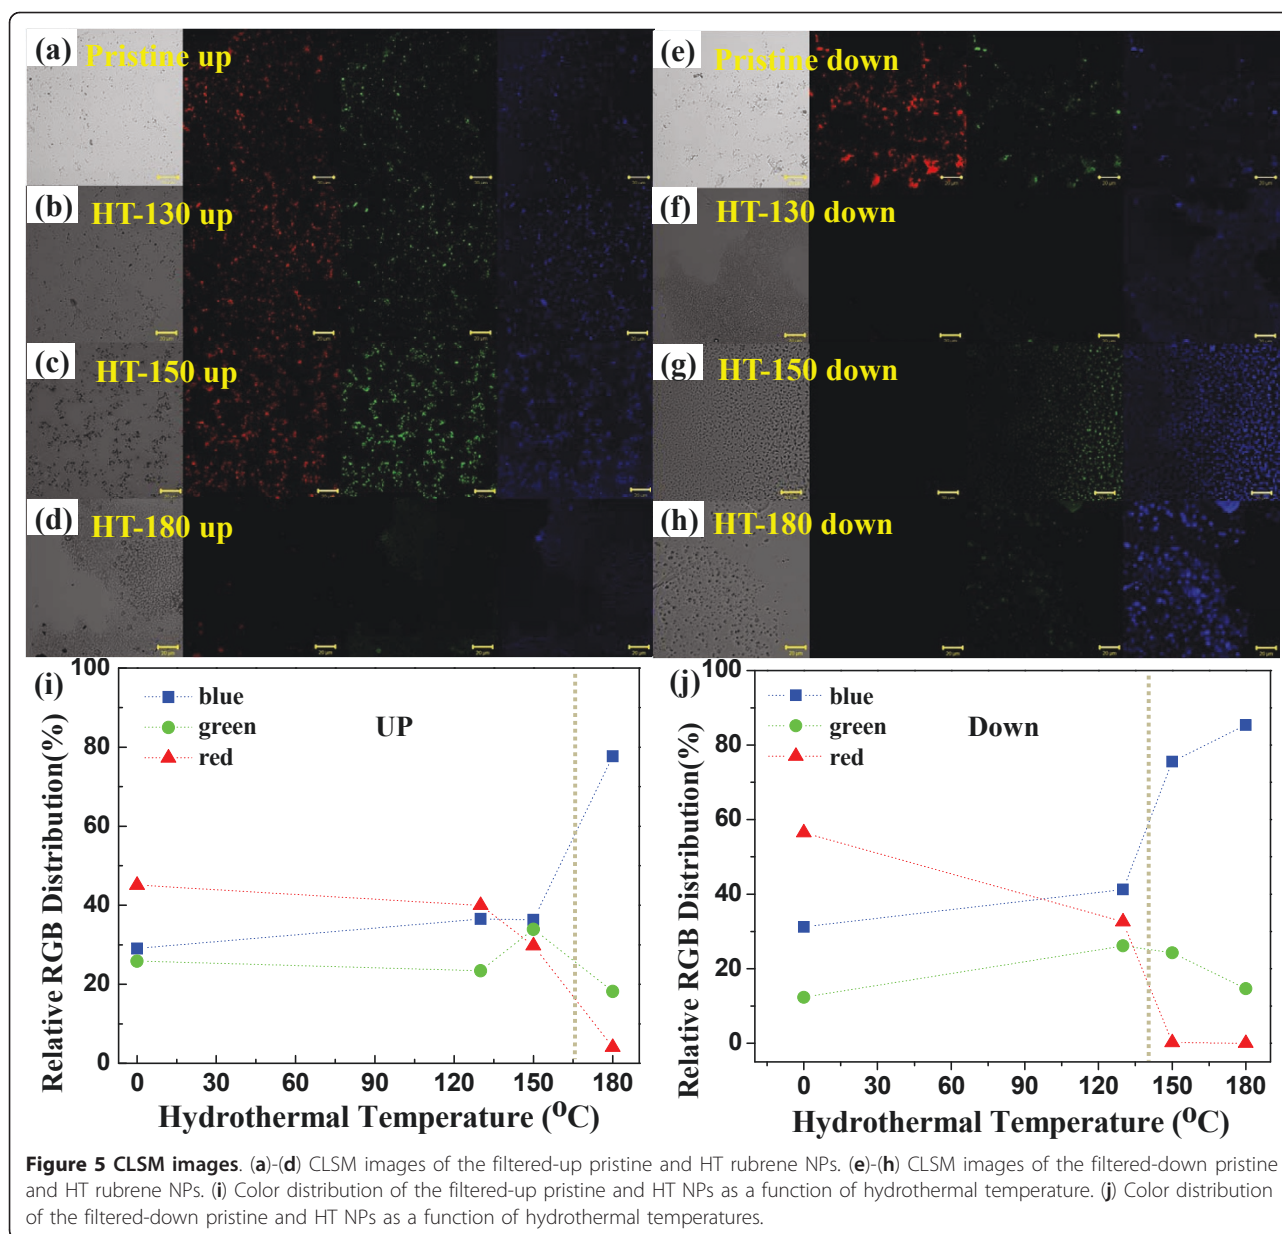 (a) Pristine up
(e) Pristine down
(b) HT-130 up
(f) HT-130 down
(c) HT-150 up
(g) HT-150 down
(d) HT-180 up
(h) HT-180 down
20 μm
(i)
100
80
60
40
20
0
Relative RGB Distribution(%)
blue
green
red
UP
0 30 60 90 120 150 180
Hydrothermal Temperature (ºC)
(j)
100
80
60
40
20
0
Relative RGB Distribution(%)
blue
green
red
Down
0 30 60 90 120 150 180
Hydrothermal Temperature (ºC)
Figure 5 CLSM images. (a)-(d) CLSM images of the filtered-up pristine and HT rubrene NPs. (e)-(h) CLSM images of the filtered-down pristine
and HT rubrene NPs. (i) Color distribution of the filtered-up pristine and HT NPs as a function of hydrothermal temperature. (j) Color distribution
of the filtered-down pristine and HT NPs as a function of hydrothermal temperatures.